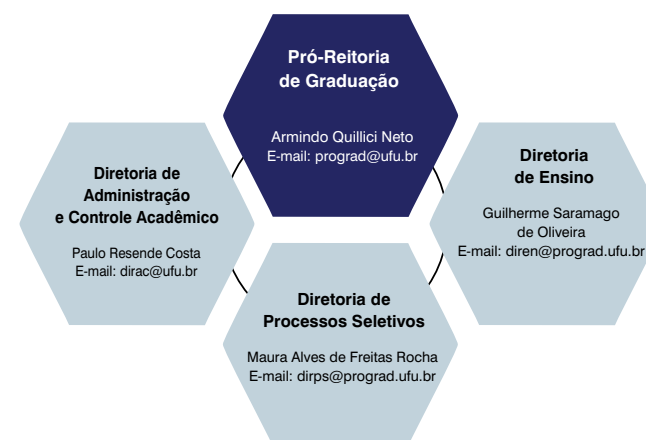 Pró-Reitoria
de Graduação
Armindo Quillici Neto
E-mail: prograd@ufu.br
Diretoria de
Administração
e Controle Acadêmico
Paulo Resende Costa
E-mail: dirac@ufu.br
Diretoria
de Ensino
Guilherme Saramago
de Oliveira
E-mail: diren@prograd.ufu.br
Diretoria de
Processos Seletivos
Maura Alves de Freitas Rocha
E-mail: dirps@prograd.ufu.br